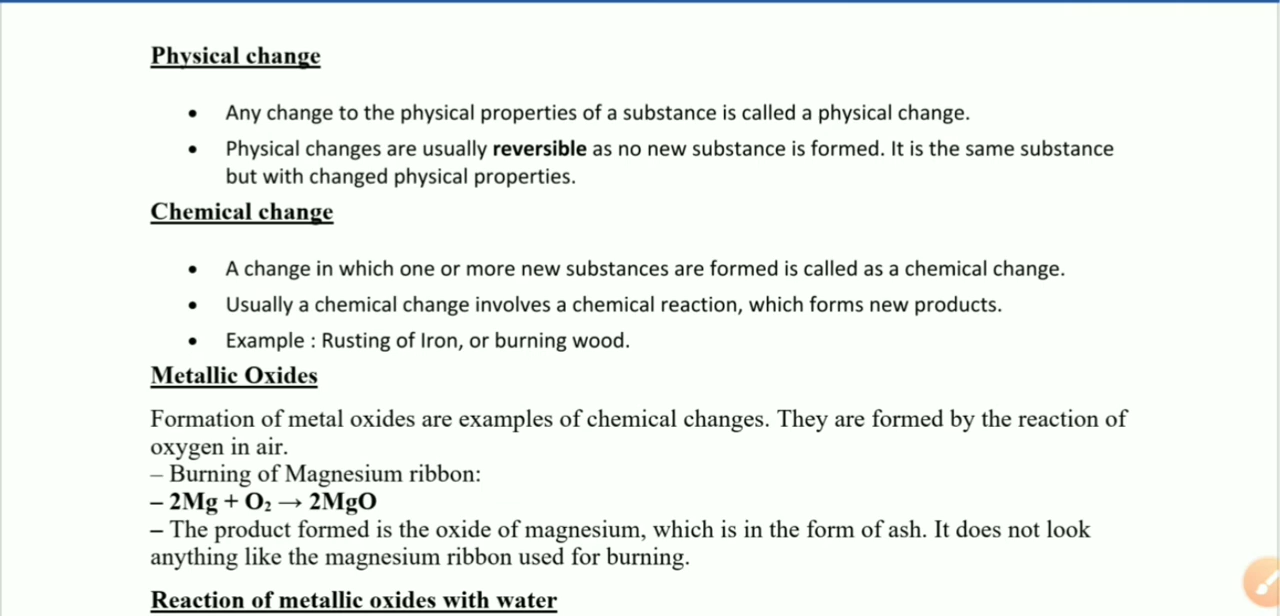 Physical change
• Any change to the physical properties of a substance is called a physical change.
• Physical changes are usually reversible as no new substance is formed. It is the same substance
but with changed physical properties.
Chemical change
• A change in which one or more new substances are formed is called as a chemical change.
• Usually a chemical change involves a chemical reaction, which forms new products.
• Example : Rusting of Iron, or burning wood.
Metallic Oxides
Formation of metal oxides are examples of chemical changes. They are formed by the reaction of
oxygen in air.
– Burning of Magnesium ribbon:
– 2Mg + O₂ → 2MgO
– The product formed is the oxide of magnesium, which is in the form of ash. It does not look
anything like the magnesium ribbon used for burning.
Reaction of metallic oxides with water